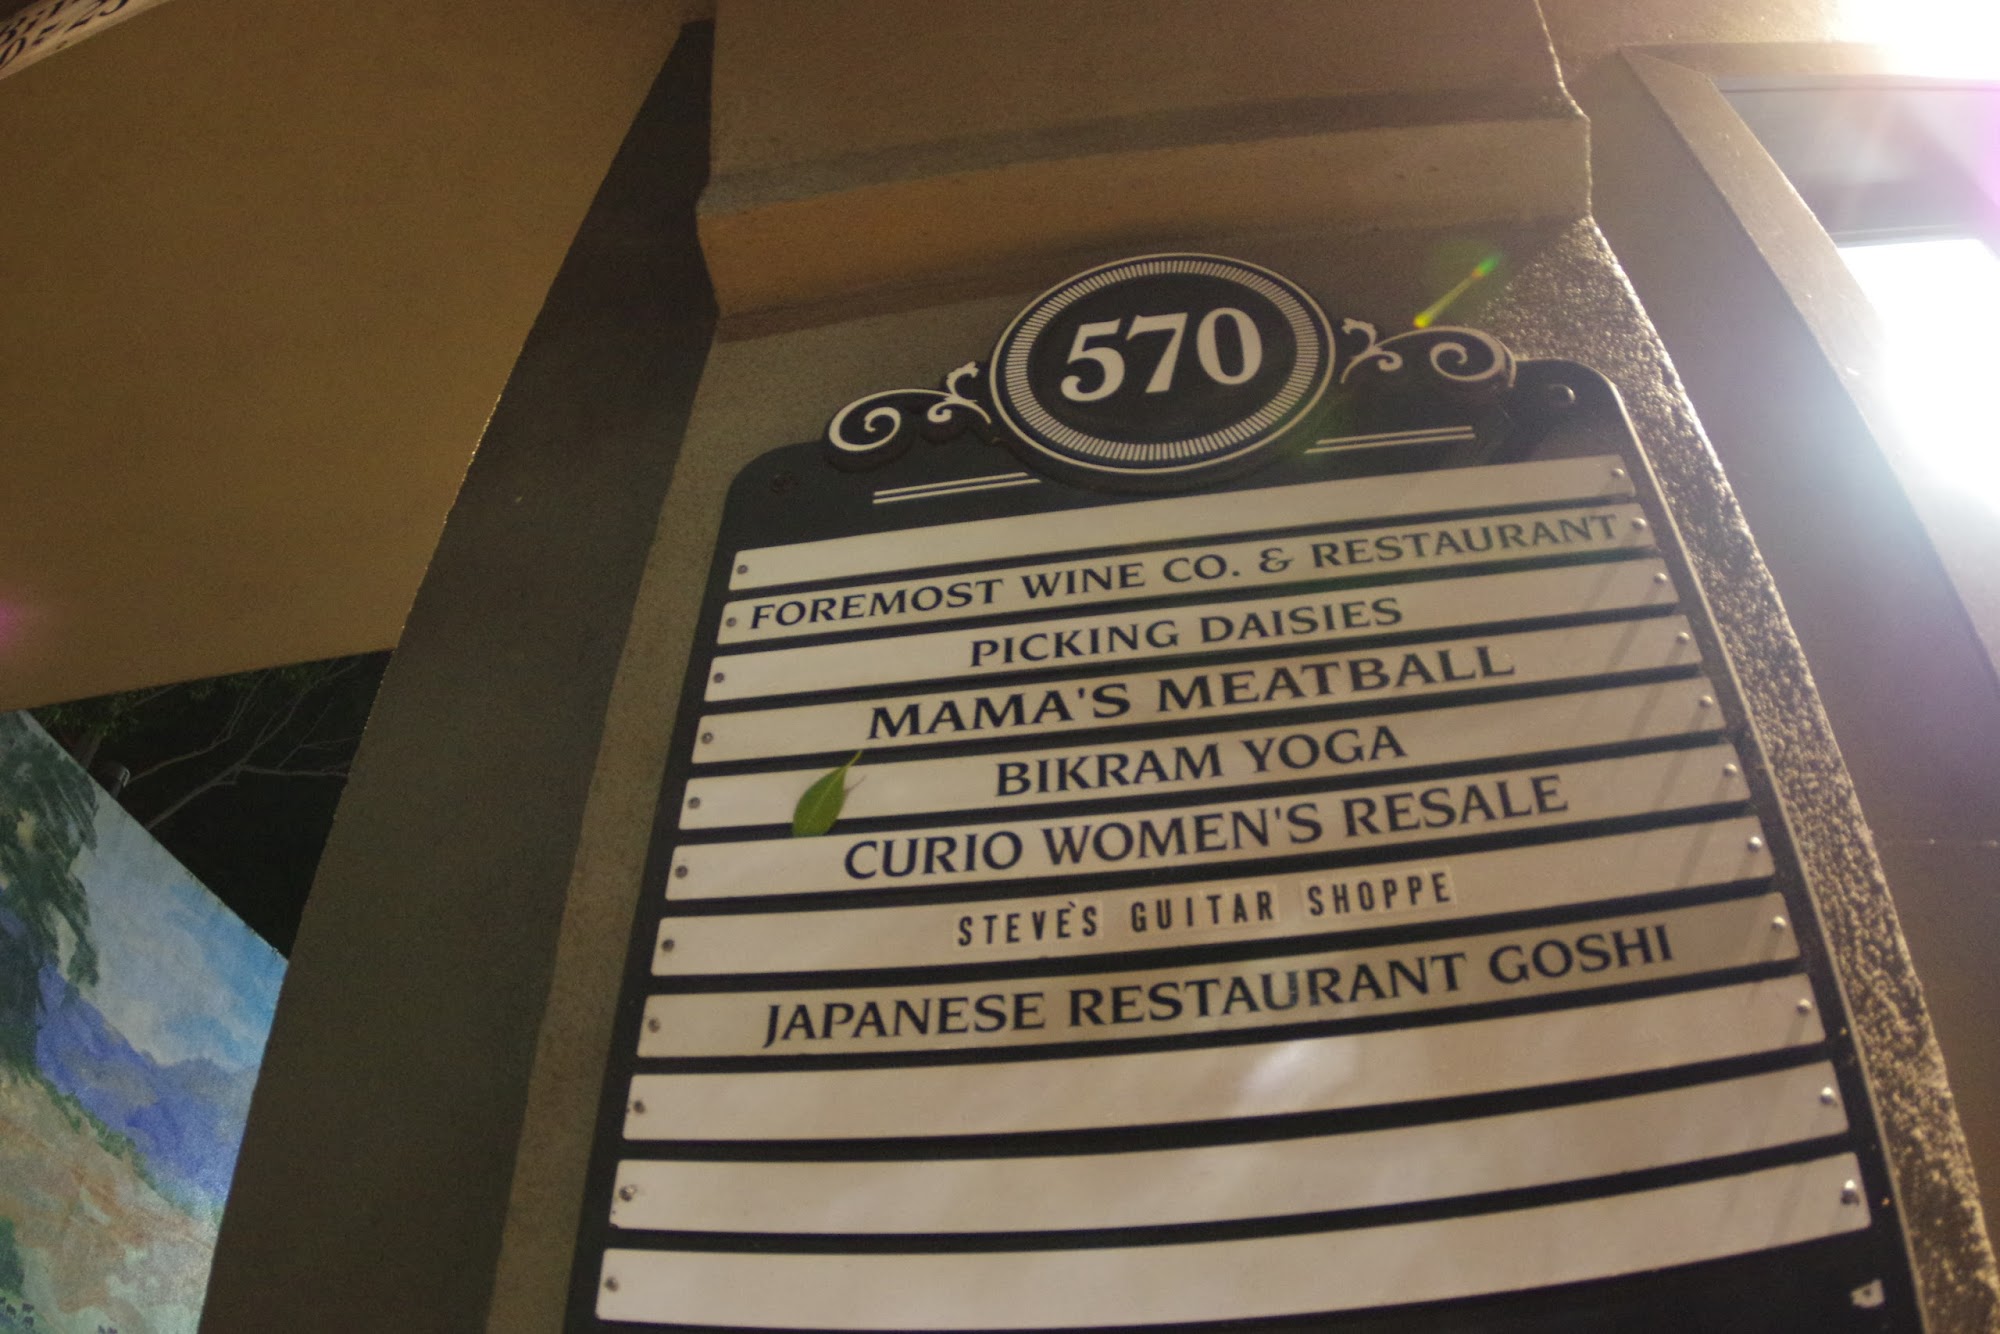 570
FOREMOST WINE CO. & RESTAURANT
PICKING DAISIES
MAMA'S MEATBALL
BIKRAM YOGA
CURIO WOMEN'S RESALE
STEVE'S GUITAR SHOPPE
JAPANESE RESTAURANT GOSHI